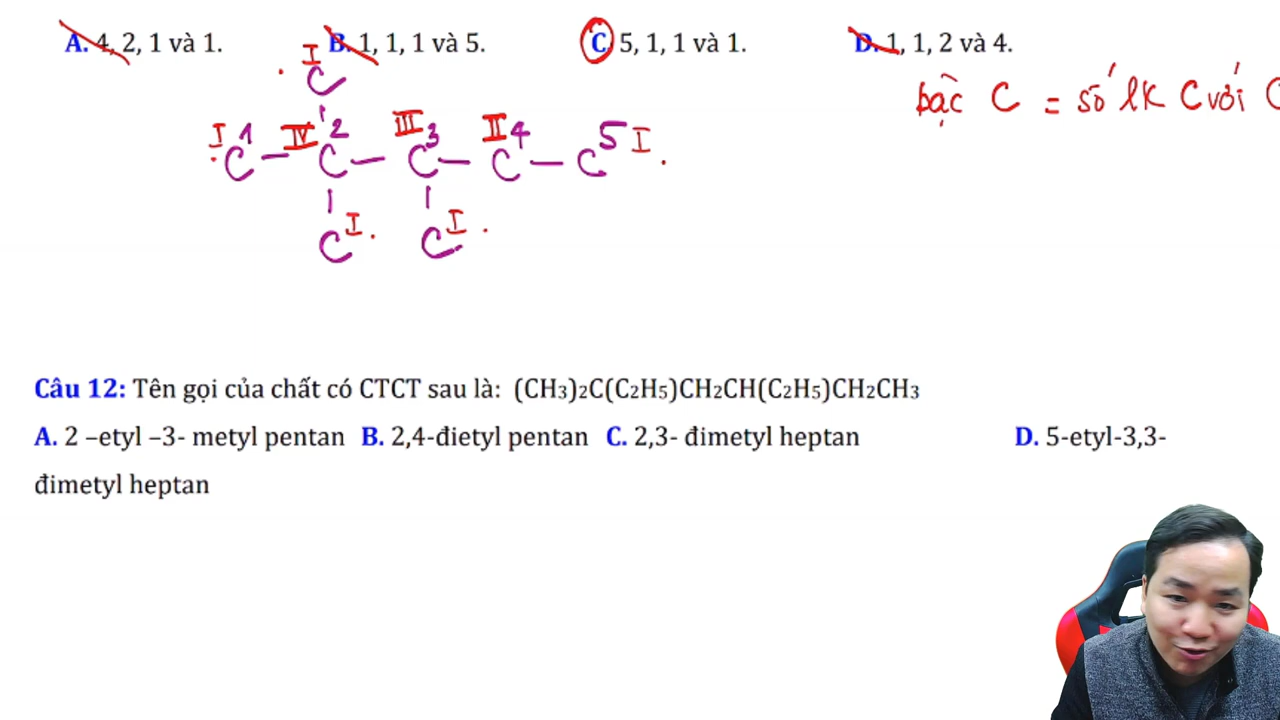 A. 4, 2, 1 và 1. B. 1, 1, 1 và 5. C. 5, 1, 1 và 1. D. 1, 1, 2 và 4.
bậc C = số lk C với C
I
C
I 1 IV 2 III 3 II 4 5 I
C – C – C – C – C
C I C I
Câu 12: Tên gọi của chất có CTCT sau là: (CH3)2C(C2H5)CH2CH(C2H5)CH2CH3
A. 2 –etyl –3- metyl pentan B. 2,4-đietyl pentan C. 2,3- đimetyl heptan D. 5-etyl-3,3-
đimetyl heptan